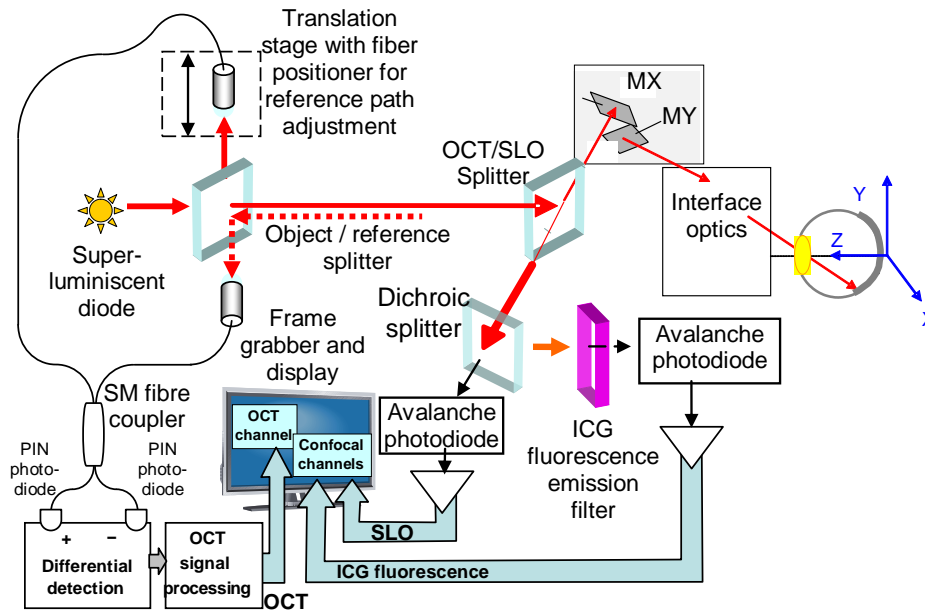 Translation
stage with fiber
positioner for
reference path
adjustment
MX
MY
OCT/SLO
Splitter
Interface
optics
Y
Z
X
Super-
luminiscent
diode
Object / reference
splitter
Dichroic
splitter
Frame
grabber and
display
Avalanche
photodiode
SM fibre
coupler
OCT
channel
Confocal
channels
Avalanche
photodiode
ICG
fluorescence
emission
filter
PIN
photo-
diode
PIN
photo-
diode
+ −
Differential
detection
OCT
signal
processing
SLO
ICG fluorescence
OCT